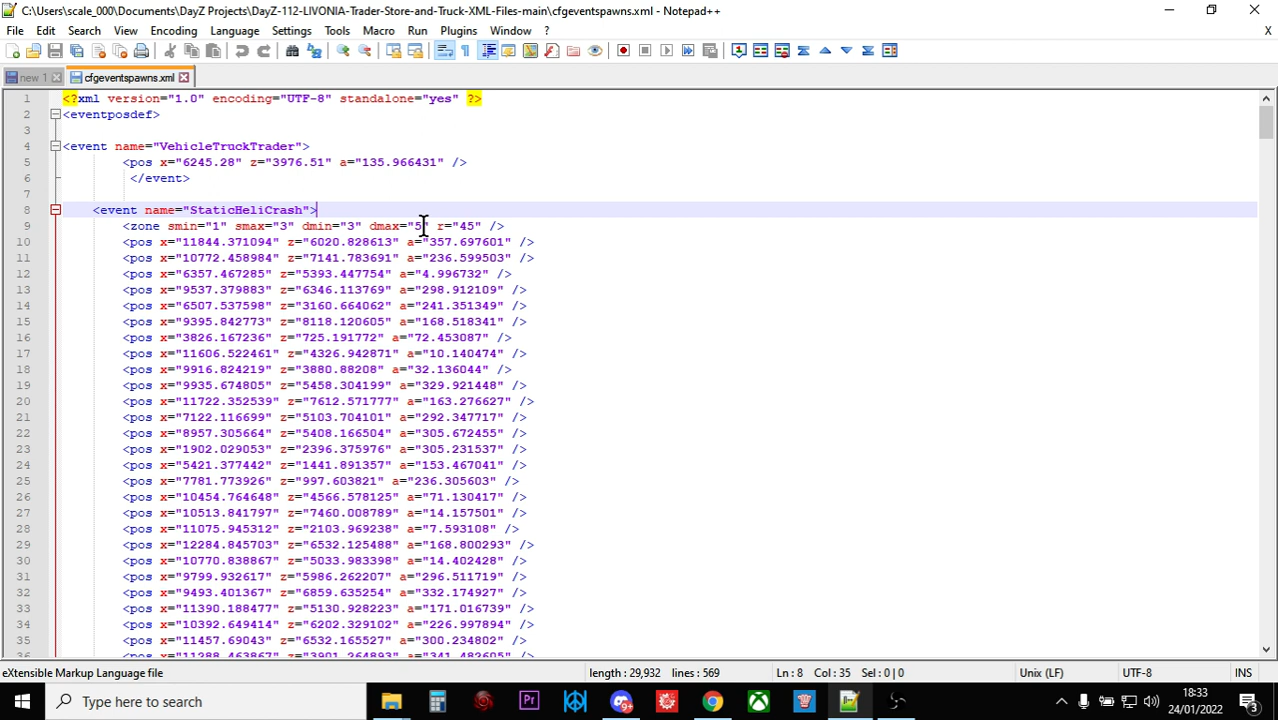 C:\Users\scale_000\Documents\DayZ Projects\DayZ-112-LIVONIA-Trader-Store-and-Truck-XML-Files-main\cfgeventspawns.xml - Notepad++
File Edit Search View Encoding Language Settings Tools Macro Run Plugins Window ? X
new 1 cfgeventspawns.xml
1 <?xml version="1.0" encoding="UTF-8" standalone="yes" ?>
2 <eventposdef>
3
4 <event name="VehicleTruckTrader">
5 <pos x="6245.28" z="3976.51" a="135.966431" />
6 </event>
7
8 <event name="StaticHeliCrash">
9 <zone smin="1" smax="3" dmin="3" dmax="5" r="45" />
10 <pos x="11844.371094" z="6020.828613" a="357.697601" />
11 <pos x="10772.458984" z="7141.783691" a="236.599503" />
12 <pos x="6357.467285" z="5393.447754" a="4.996732" />
13 <pos x="9537.379883" z="6346.113769" a="298.912109" />
14 <pos x="6507.537598" z="3160.664062" a="241.351349" />
15 <pos x="9395.842773" z="8118.120605" a="168.518341" />
16 <pos x="3826.167236" z="725.191772" a="72.453087" />
17 <pos x="11606.522461" z="4326.942871" a="10.140474" />
18 <pos x="9916.824219" z="3880.88208" a="32.136044" />
19 <pos x="9935.674805" z="5458.304199" a="329.921448" />
20 <pos x="11722.352539" z="7612.571777" a="163.276627" />
21 <pos x="7122.116699" z="5103.704101" a="292.347717" />
22 <pos x="8957.305664" z="5408.166504" a="305.672455" />
23 <pos x="1902.029053" z="2396.375976" a="305.231537" />
24 <pos x="5421.377442" z="1441.891357" a="153.467041" />
25 <pos x="7781.773926" z="997.603821" a="236.305603" />
26 <pos x="10454.764648" z="4566.578125" a="71.130417" />
27 <pos x="10513.841797" z="7460.008789" a="14.157501" />
28 <pos x="11075.945312" z="2103.969238" a="7.593108" />
29 <pos x="12284.845703" z="6532.125488" a="168.800293" />
30 <pos x="10770.838867" z="5033.983398" a="14.402428" />
31 <pos x="9799.932617" z="5986.262207" a="296.511719" />
32 <pos x="9493.401367" z="6859.635254" a="332.174927" />
33 <pos x="11390.188477" z="5130.928223" a="171.016739" />
34 <pos x="10392.649414" z="6202.329102" a="226.997894" />
35 <pos x="11457.69043" z="6532.165527" a="300.234802" />
36 <pos x="11288.463867" z="3901.264893" a="341.482605" />
eXtensible Markup Language file length : 29,932 lines : 569 Ln : 8 Col : 35 Sel : 0 | 0 Unix (LF) UTF-8 INS
Type here to search
18:33
24/01/2022